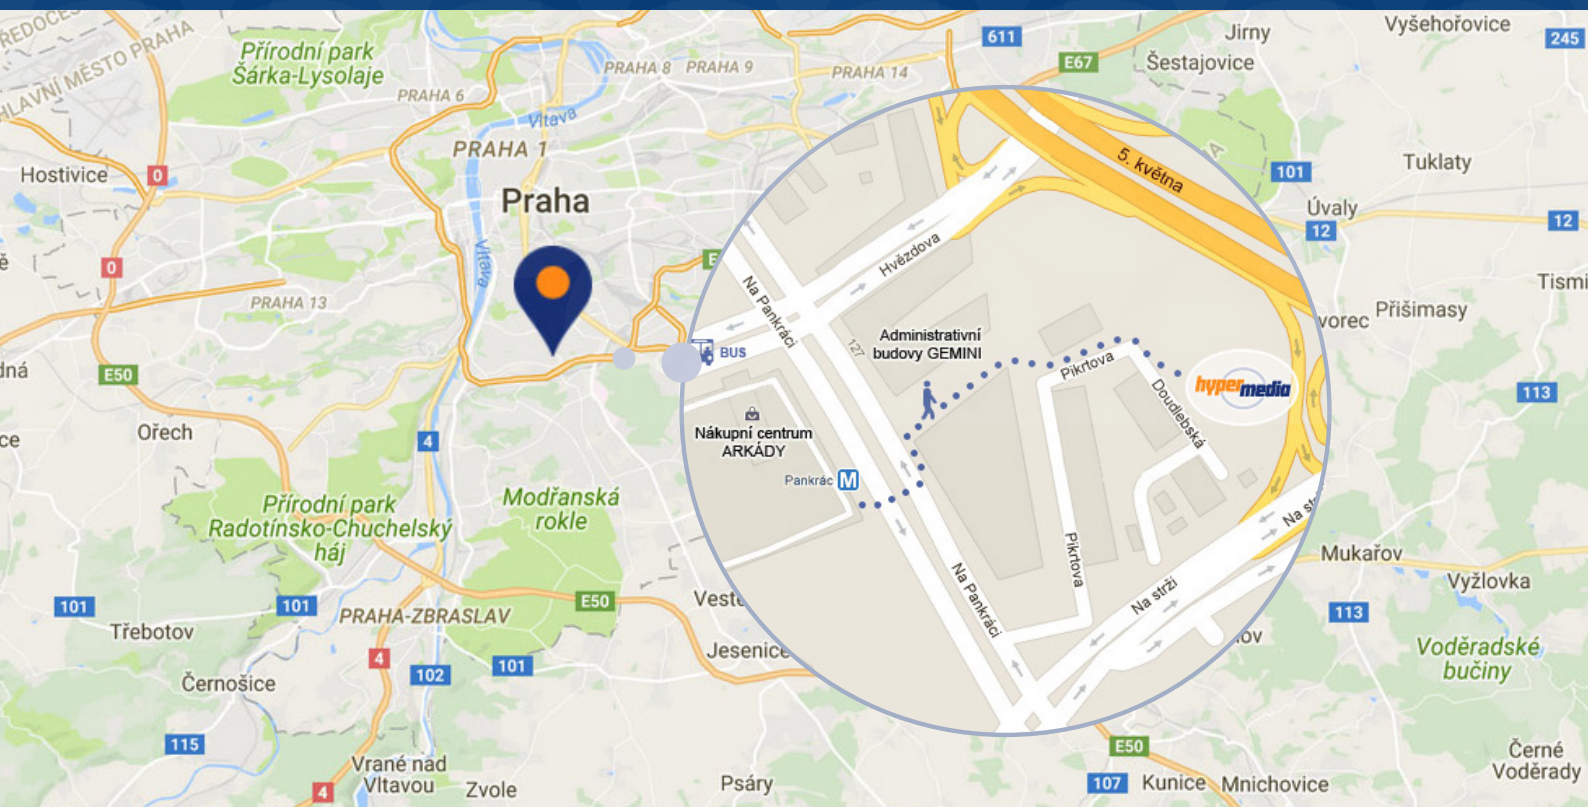 611
Jirny
Vyšehořovice
245
HLAVNÍ MĚSTO PRAHA
Přírodní park
Šárka-Lysolaje
PRAHA 8
PRAHA 9
PRAHA 14
E67
Šestajovice
PRAHA 6
Vltava
PRAHA 1
5. května
101
Tuklaty
Hostivice
0
Praha
Úvaly
12
12
Hvězdova
Vltava
0
PRAHA 13
Na Pankráci
Přišimasy
BUS
127
Administrativní
budovy GEMINI
Pikrtova
E50
hypermedia
113
Doudlebská
Ořech
4
Nákupní centrum
ARKÁDY
Pankrác M
Přírodní park
Radotínsko-Chuchelský
háj
Modřanská
rokle
Pikrtova
Mukařov
Vyžlovka
Na Pankráci
Na strži
101
101
E50
113
PRAHA-ZBRASLAV
Třebotov
Jesenice
4
101
102
Voděradské
bučiny
Černošice
115
E50
Černé
Voděrady
Vrané nad
Vltavou
4
Zvole
Psáry
107
Kunice
Mnichovice